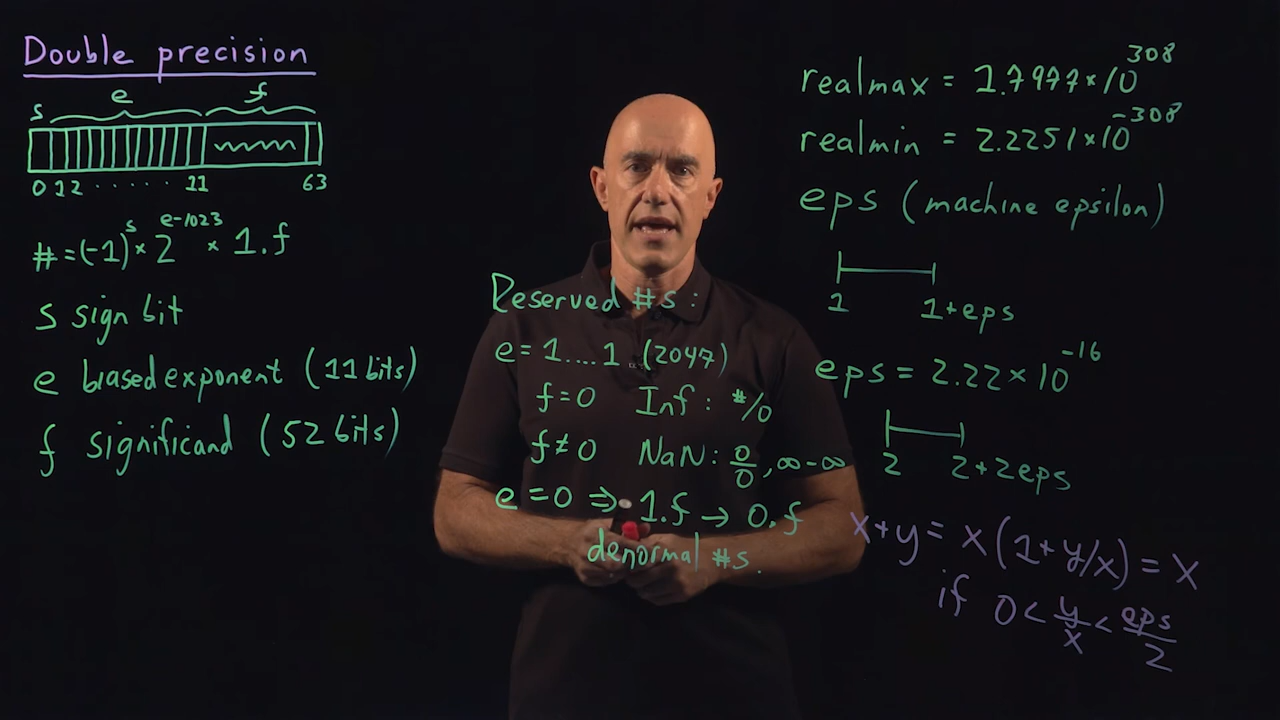 Double precision
s e f
0 1 2 ...... 11 63
# = (-1)^s × 2^(e-1023) × 1.f
s sign bit
e biased exponent (11 bits)
f significand (52 bits)
Reserved #s:
e = 1....1 (2047)
f=0 Inf: #/0
f≠0 NaN: 0/0, ∞-∞
e=0 ⇒ 1.f → 0.f
denormal #s.
realmax = 1.7977×10^308
realmin = 2.2251×10^-308
eps (machine epsilon)
1 1+eps
eps = 2.22×10^-16
2 2+2eps
x+y = x(1+y/x) = x
if 0 < y/x < eps/2